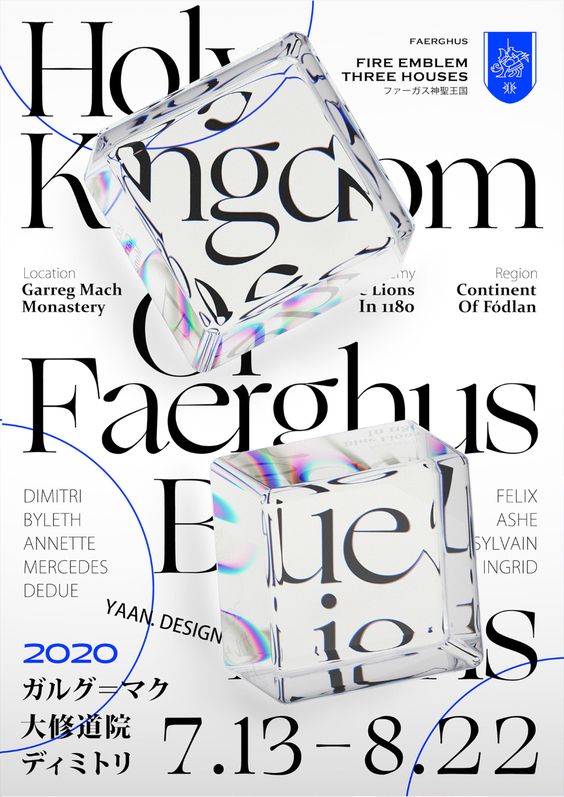 Holy
FAERGHUS
FIRE EMBLEM
THREE HOUSES
ファーガス神聖王国
Kingdom
Location
Garreg Mach
Monastery
Lions
In 1180
Region
Continent
Of Fódlan
Of
Faerghus
DIMITRI
BYLETH
ANNETTE
MERCEDES
DEDUE
Blue
FELIX
ASHE
SYLVAIN
INGRID
YAAN. DESIGN
Lions
2020
ガルグ=マク
大修道院
ディミトリ
7.13–8.22